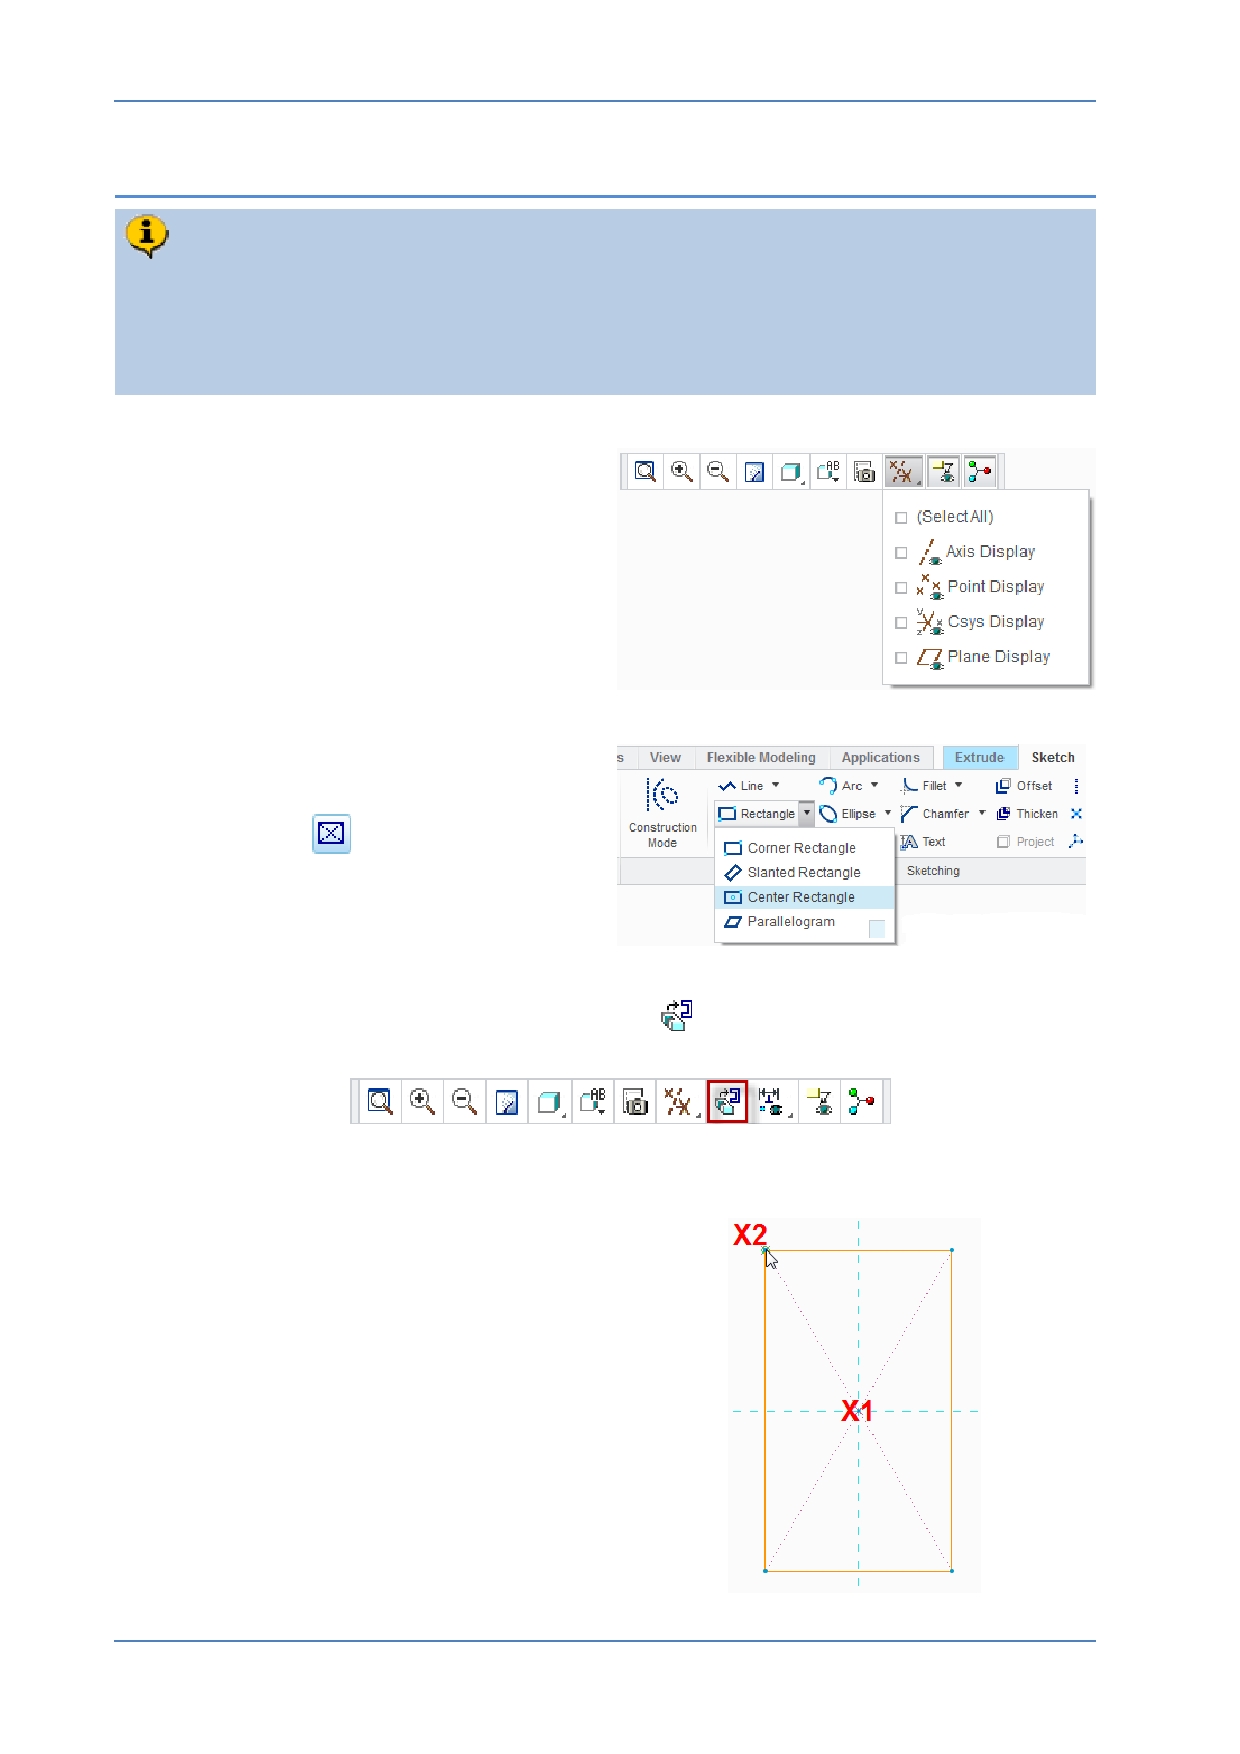 AB
(Select All)
Axis Display
Point Display
Csys Display
Plane Display
s View Flexible Modeling Applications Extrude Sketch
Line Arc Fillet Offset
Rectangle Ellipse Chamfer Thicken
Construction Mode
Text Project
Corner Rectangle
Slanted Rectangle
Center Rectangle
Parallelogram
Sketching
AB
X2
X1